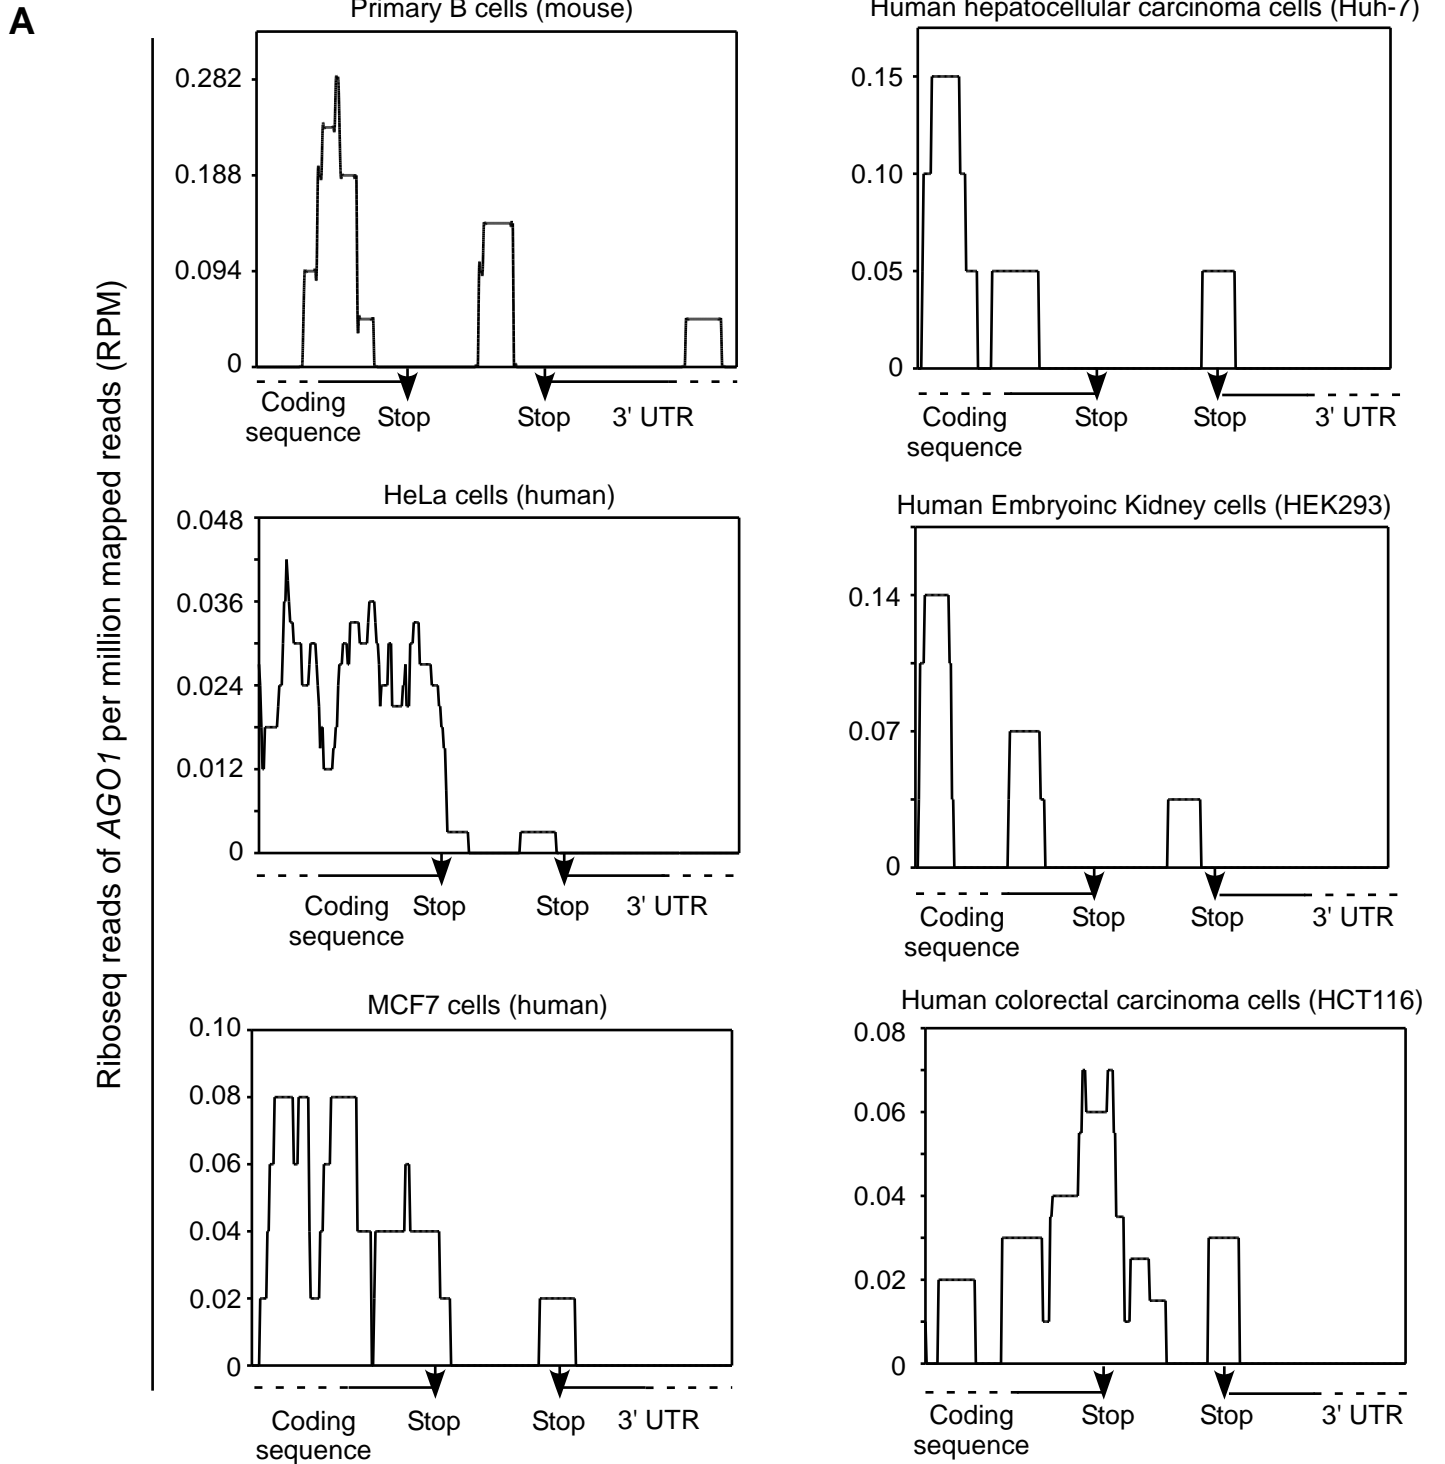 A
Riboseq reads of AGO1 per million mapped reads (RPM)
Primary B cells (mouse)
0.282
0.188
0.094
0
Coding
sequence
Stop
Stop
3' UTR
Human hepatocellular carcinoma cells (Huh-7)
0.15
0.10
0.05
0
Coding
sequence
Stop
Stop
3' UTR
HeLa cells (human)
0.048
0.036
0.024
0.012
0
Coding
sequence
Stop
Stop
3' UTR
Human Embryoinc Kidney cells (HEK293)
0.14
0.07
0
Coding
sequence
Stop
Stop
3' UTR
MCF7 cells (human)
0.10
0.08
0.06
0.04
0.02
0
Coding
sequence
Stop
Stop
3' UTR
Human colorectal carcinoma cells (HCT116)
0.08
0.06
0.04
0.02
0
Coding
sequence
Stop
Stop
3' UTR